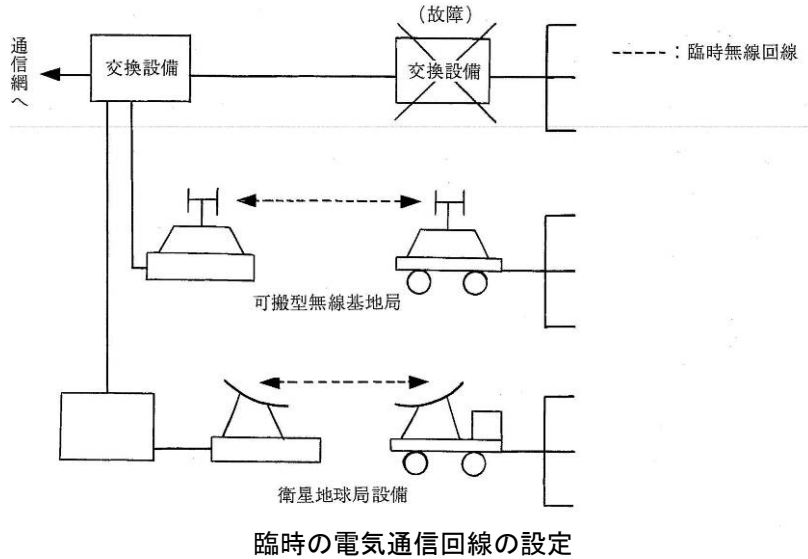 (故障)
通信網へ
交換設備
交換設備
:臨時無線回線
可搬型無線基地局
衛星地球局設備
臨時の電気通信回線の設定